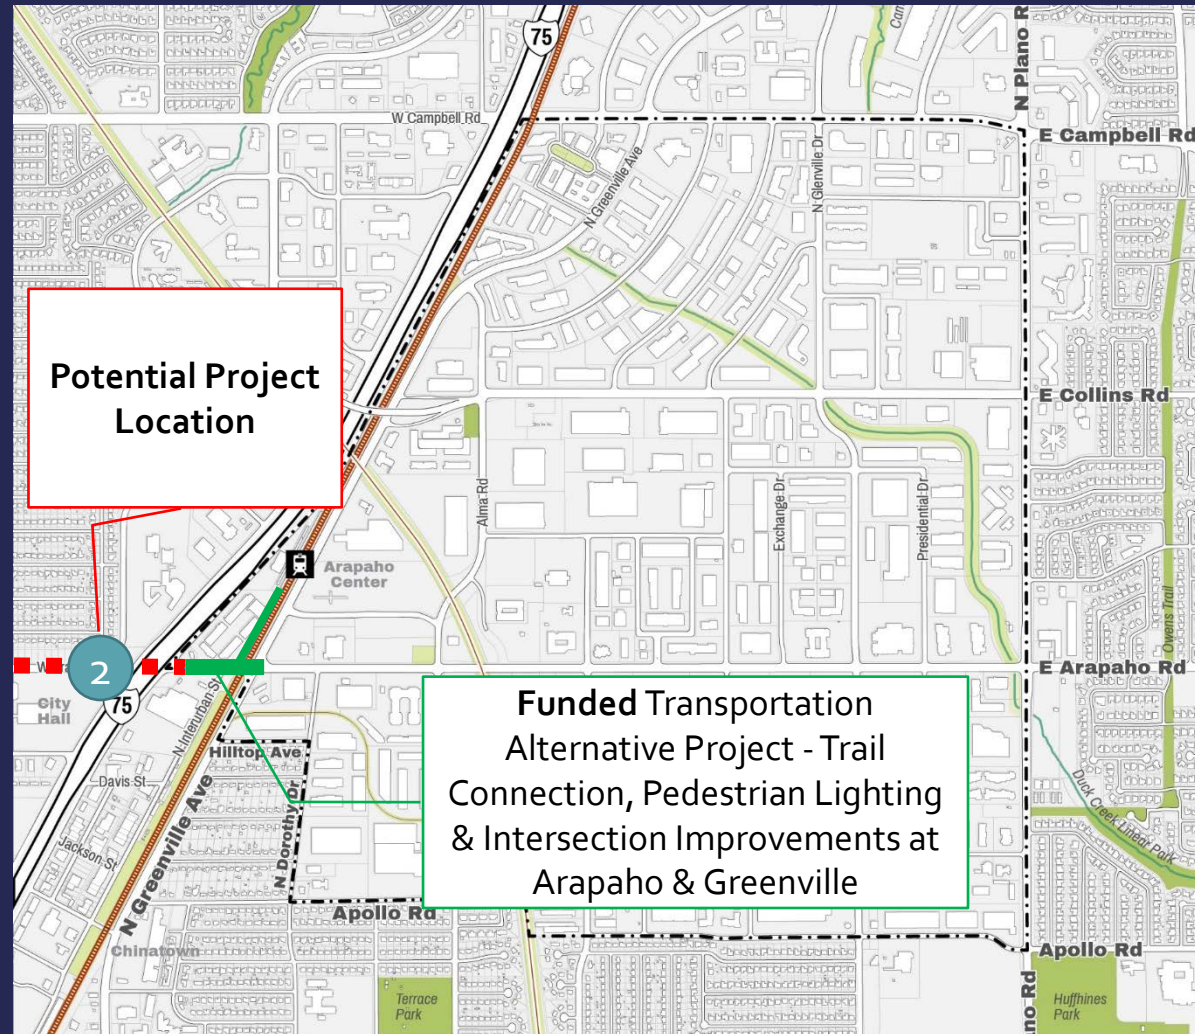 75
Cam
N Plano R
W Campbell Rd
E Campbell Rd
N Greenville Ave
N Glenville Dr
Potential Project
Location
E Collins Rd
Alma Rd
Exchange Dr
Presidential Dr
Arapaho
Center
Owens Trail
W
2
E Arapaho Rd
City
Hall
75
N Interurban St
Hilltop Ave
Funded Transportation
Alternative Project - Trail
Connection, Pedestrian Lighting
& Intersection Improvements at
Arapaho & Greenville
Davis St
Jackson St
N Greenville Ave
N Dorothy Dr
Duck Creek Linear Park
Apollo Rd
Chinatown
Apollo Rd
Terrace
Park
no Rd
Huffhines
Park